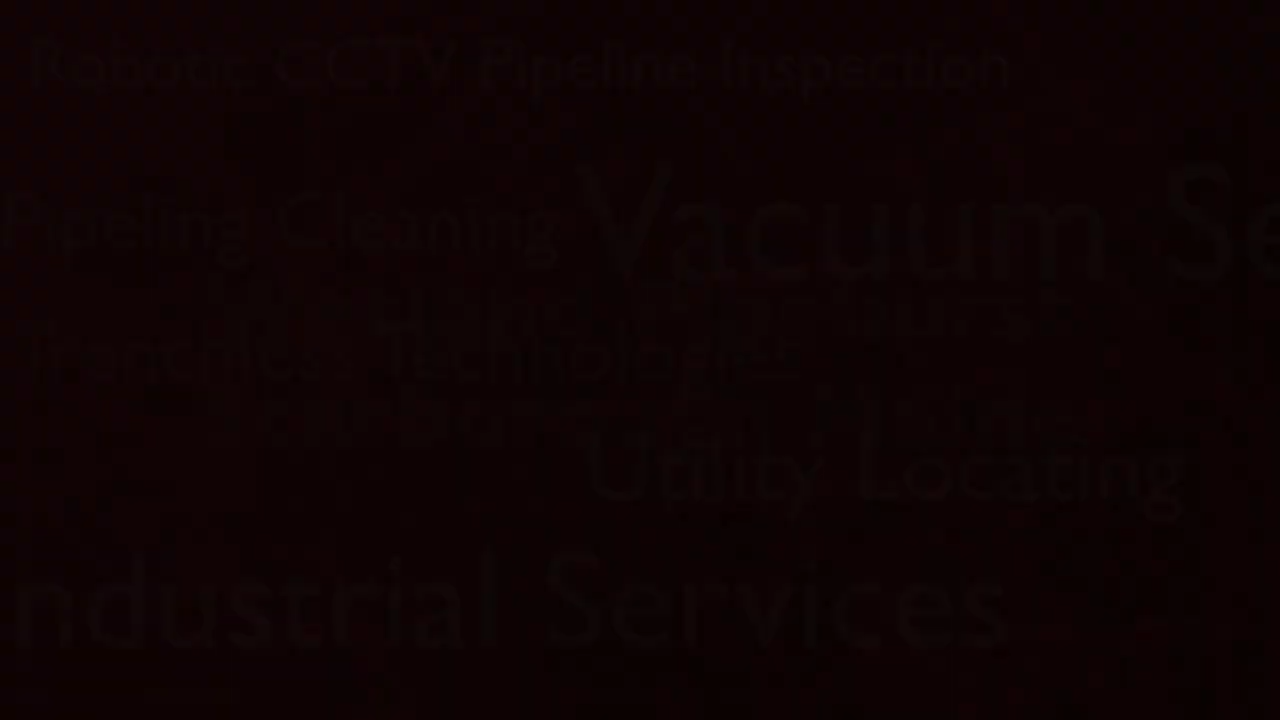 Robotic CCTV Pipeline Inspection
Pipeline Cleaning Vacuum Se
Trenchless Technologies
Utility Locating
ndustrial Services